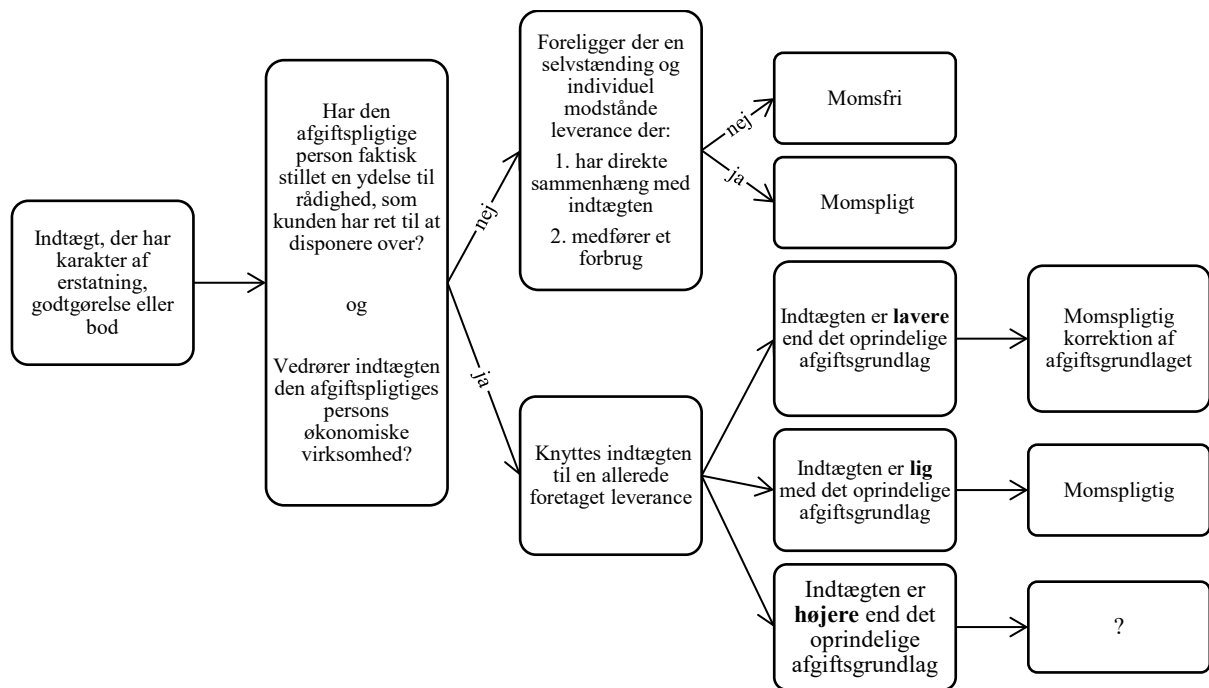 Indtægt, der har
karakter af
erstatning,
godtgørelse eller
bod
Har den
afgiftspligtige
person faktisk
stillet en ydelse til
rådighed, som
kunden har ret til at
disponere over?
og
Vedrører indtægten
den afgiftspligtiges
persons
økonomiske
virksomhed?
nej
ja
Foreligger der en
selvstænding og
individuel
modstånde
leverance der:
1. har direkte
sammenhæng med
indtægten
2. medfører et
forbrug
nej
ja
Momsfri
Momspligt
Knyttes indtægten
til en allerede
foretaget leverance
Indtægten er lavere
end det oprindelige
afgiftsgrundlag
Momspligtig
korrektion af
afgiftsgrundlaget
Indtægten er lig
med det oprindelige
afgiftsgrundlag
Momspligtig
Indtægten er
højere end det
oprindelige
afgiftsgrundlag
?